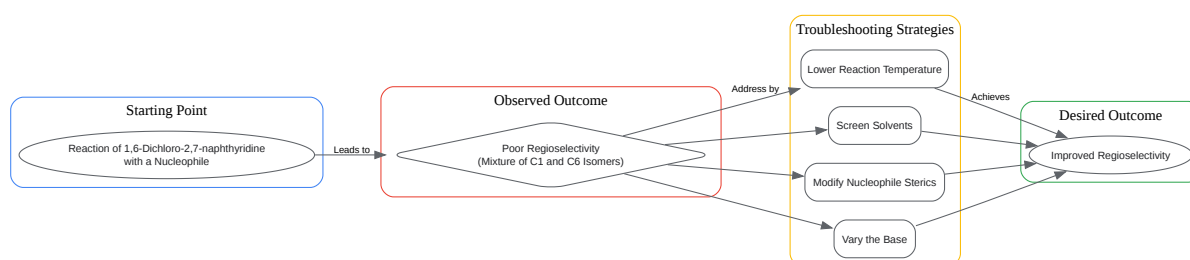 Starting Point
Reaction of 1,6-Dichloro-2,7-naphthyridine
with a Nucleophile
Leads to
Observed Outcome
Poor Regioselectivity
(Mixture of C1 and C6 Isomers)
Address by
Troubleshooting Strategies
Lower Reaction Temperature
Screen Solvents
Modify Nucleophile Sterics
Vary the Base
Achieves
Desired Outcome
Improved Regioselectivity